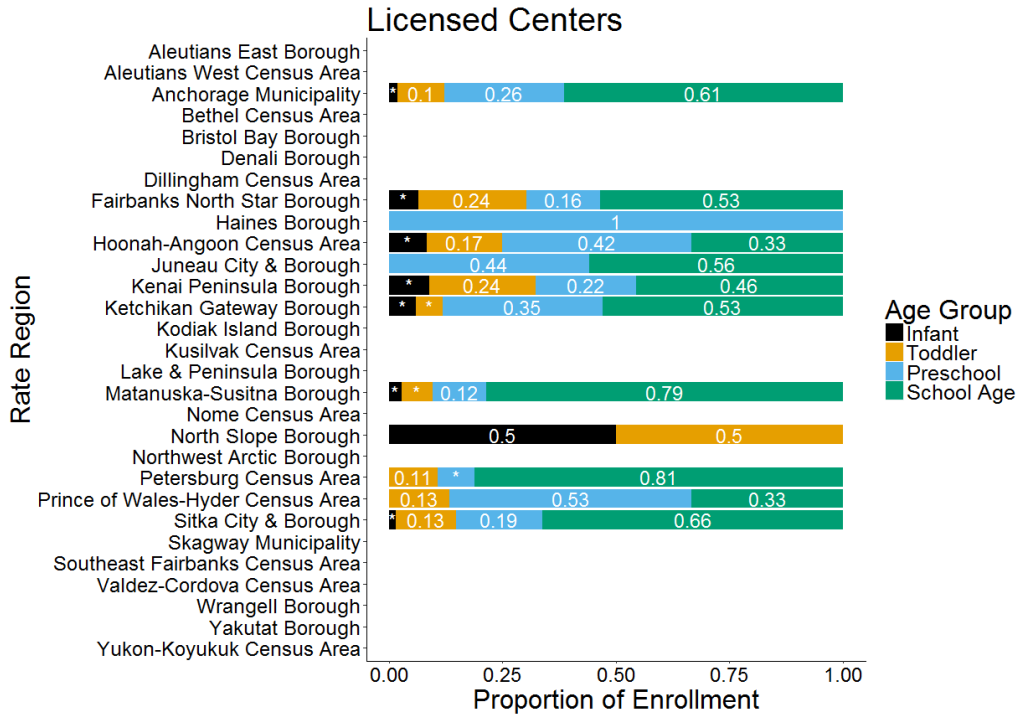 Licensed Centers
Rate Region
Aleutians East Borough
Aleutians West Census Area
Anchorage Municipality * 0.1 0.26 0.61
Bethel Census Area
Bristol Bay Borough
Denali Borough
Dillingham Census Area
Fairbanks North Star Borough * 0.24 0.16 0.53
Haines Borough 1
Hoonah-Angoon Census Area * 0.17 0.42 0.33
Juneau City & Borough 0.44 0.56
Kenai Peninsula Borough * 0.24 0.22 0.46
Ketchikan Gateway Borough * * 0.35 0.53
Kodiak Island Borough
Kusilvak Census Area
Lake & Peninsula Borough
Matanuska-Susitna Borough * * 0.12 0.79
Nome Census Area
North Slope Borough 0.5 0.5
Northwest Arctic Borough
Petersburg Census Area 0.11 * 0.81
Prince of Wales-Hyder Census Area 0.13 0.53 0.33
Sitka City & Borough * 0.13 0.19 0.66
Skagway Municipality
Southeast Fairbanks Census Area
Valdez-Cordova Census Area
Wrangell Borough
Yakutat Borough
Yukon-Koyukuk Census Area
0.00 0.25 0.50 0.75 1.00
Proportion of Enrollment
Age Group
Infant
Toddler
Preschool
School Age